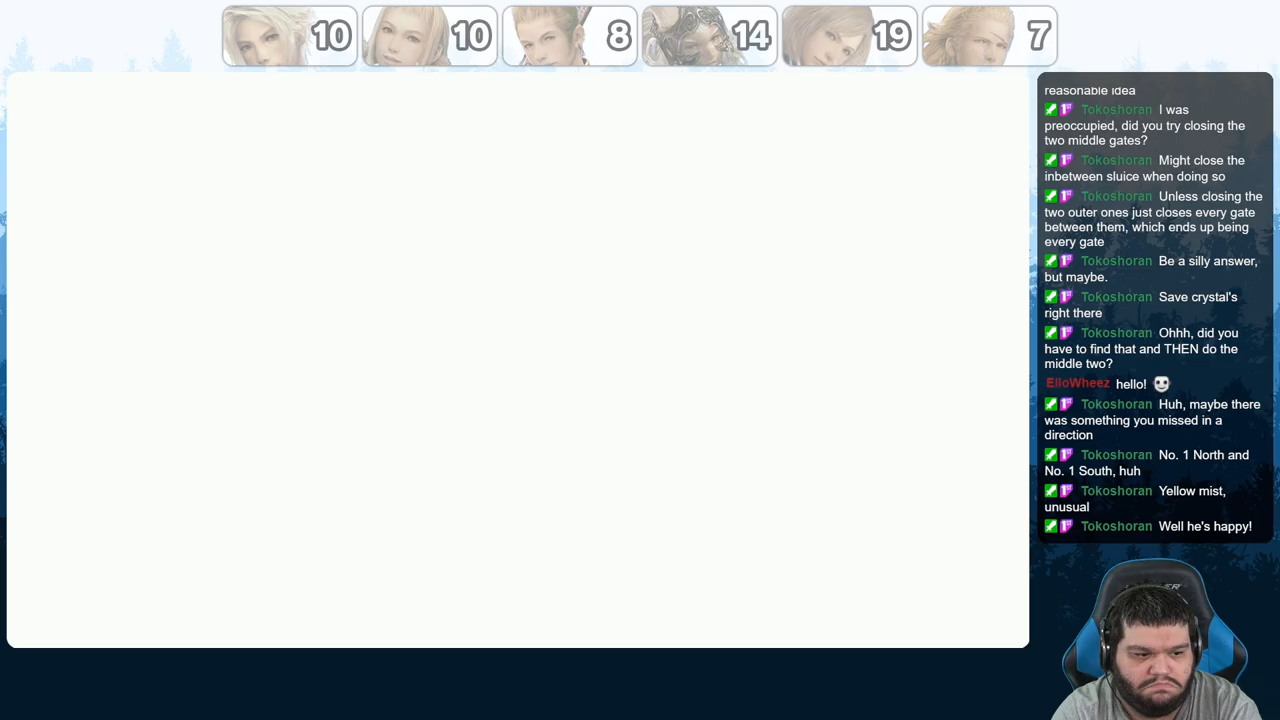 10 10 8 14 19 7
reasonable idea
Tokoshoran I was
preoccupied, did you try closing the
two middle gates?
Tokoshoran Might close the
inbetween sluice when doing so
Tokoshoran Unless closing the
two outer ones just closes every gate
between them, which ends up being
every gate
Tokoshoran Be a silly answer,
but maybe.
Tokoshoran Save crystal's
right there
Tokoshoran Ohhh, did you
have to find that and THEN do the
middle two?
ElloWheez hello!
Tokoshoran Huh, maybe there
was something you missed in a
direction
Tokoshoran No. 1 North and
No. 1 South, huh
Tokoshoran Yellow mist,
unusual
Tokoshoran Well he's happy!